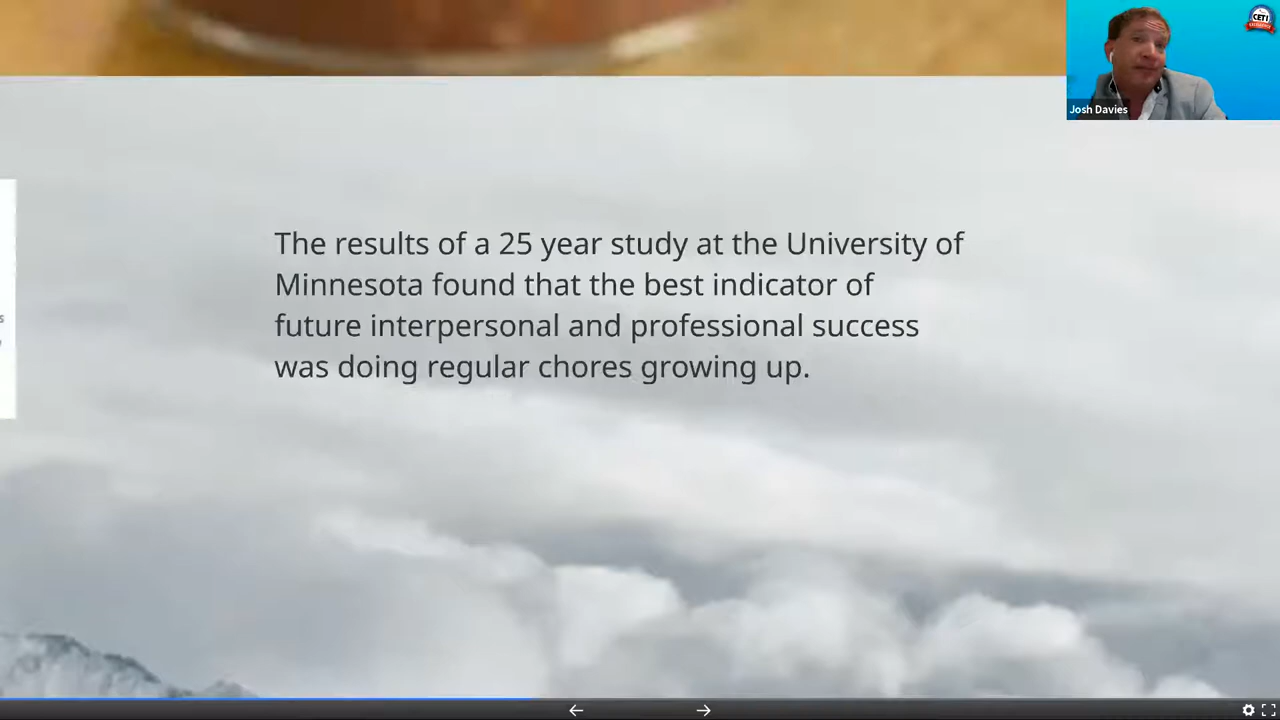 CETI
Josh Davies
The results of a 25 year study at the University of
Minnesota found that the best indicator of
future interpersonal and professional success
was doing regular chores growing up.
s